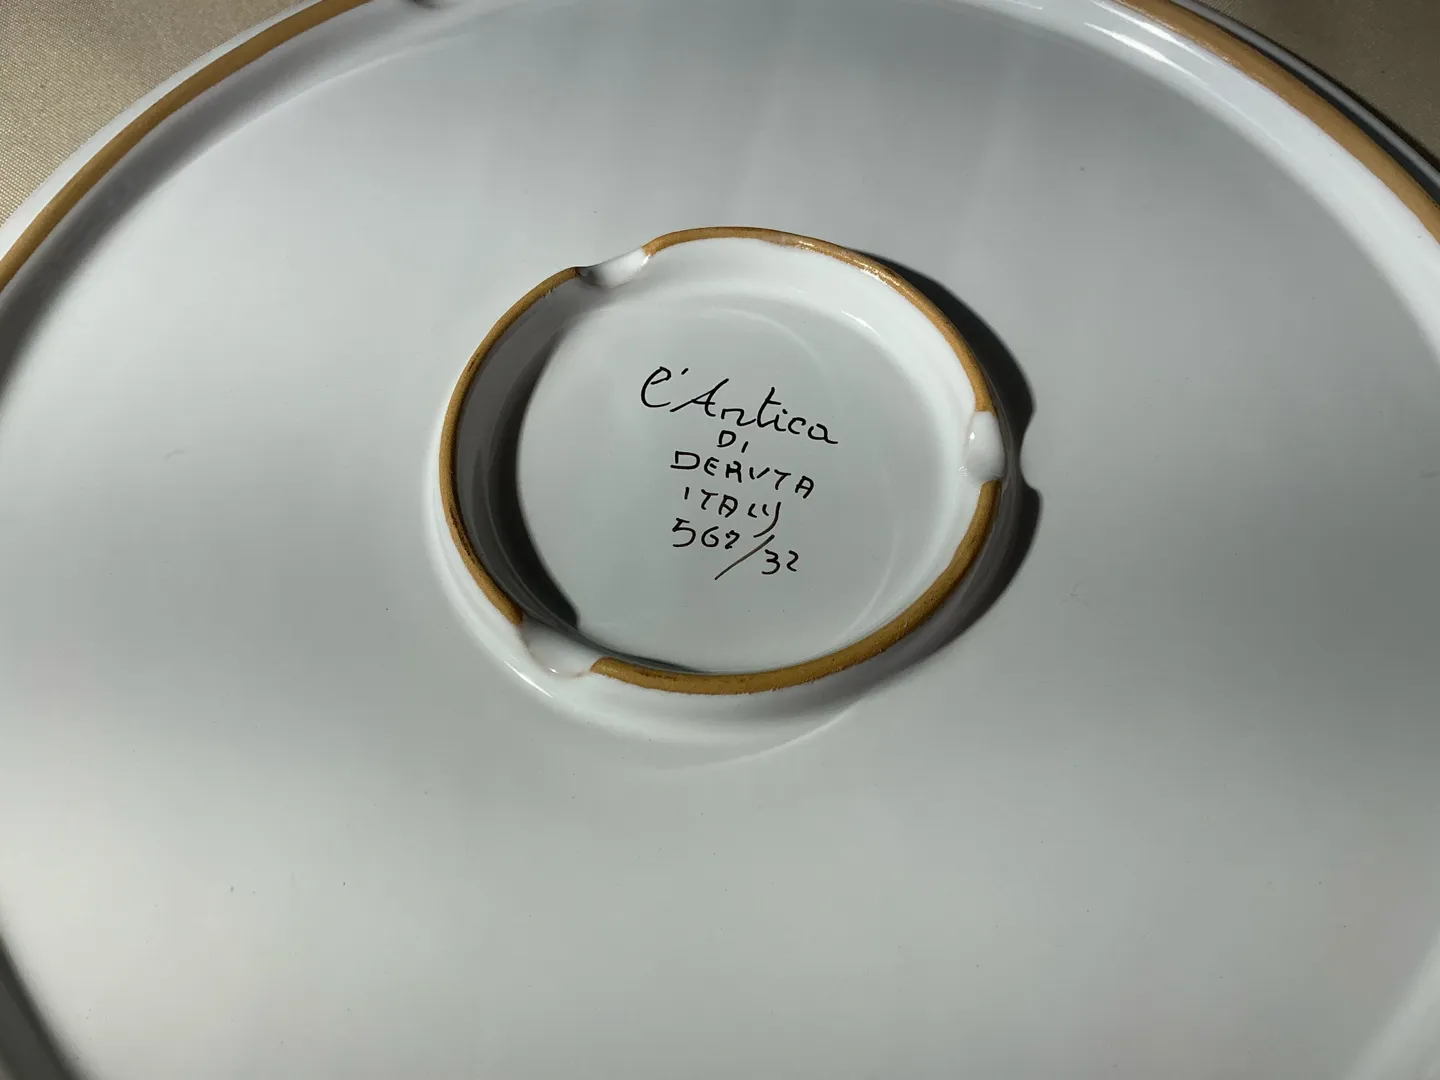 l'Antica
DI
DERUTA
ITALY
567/32